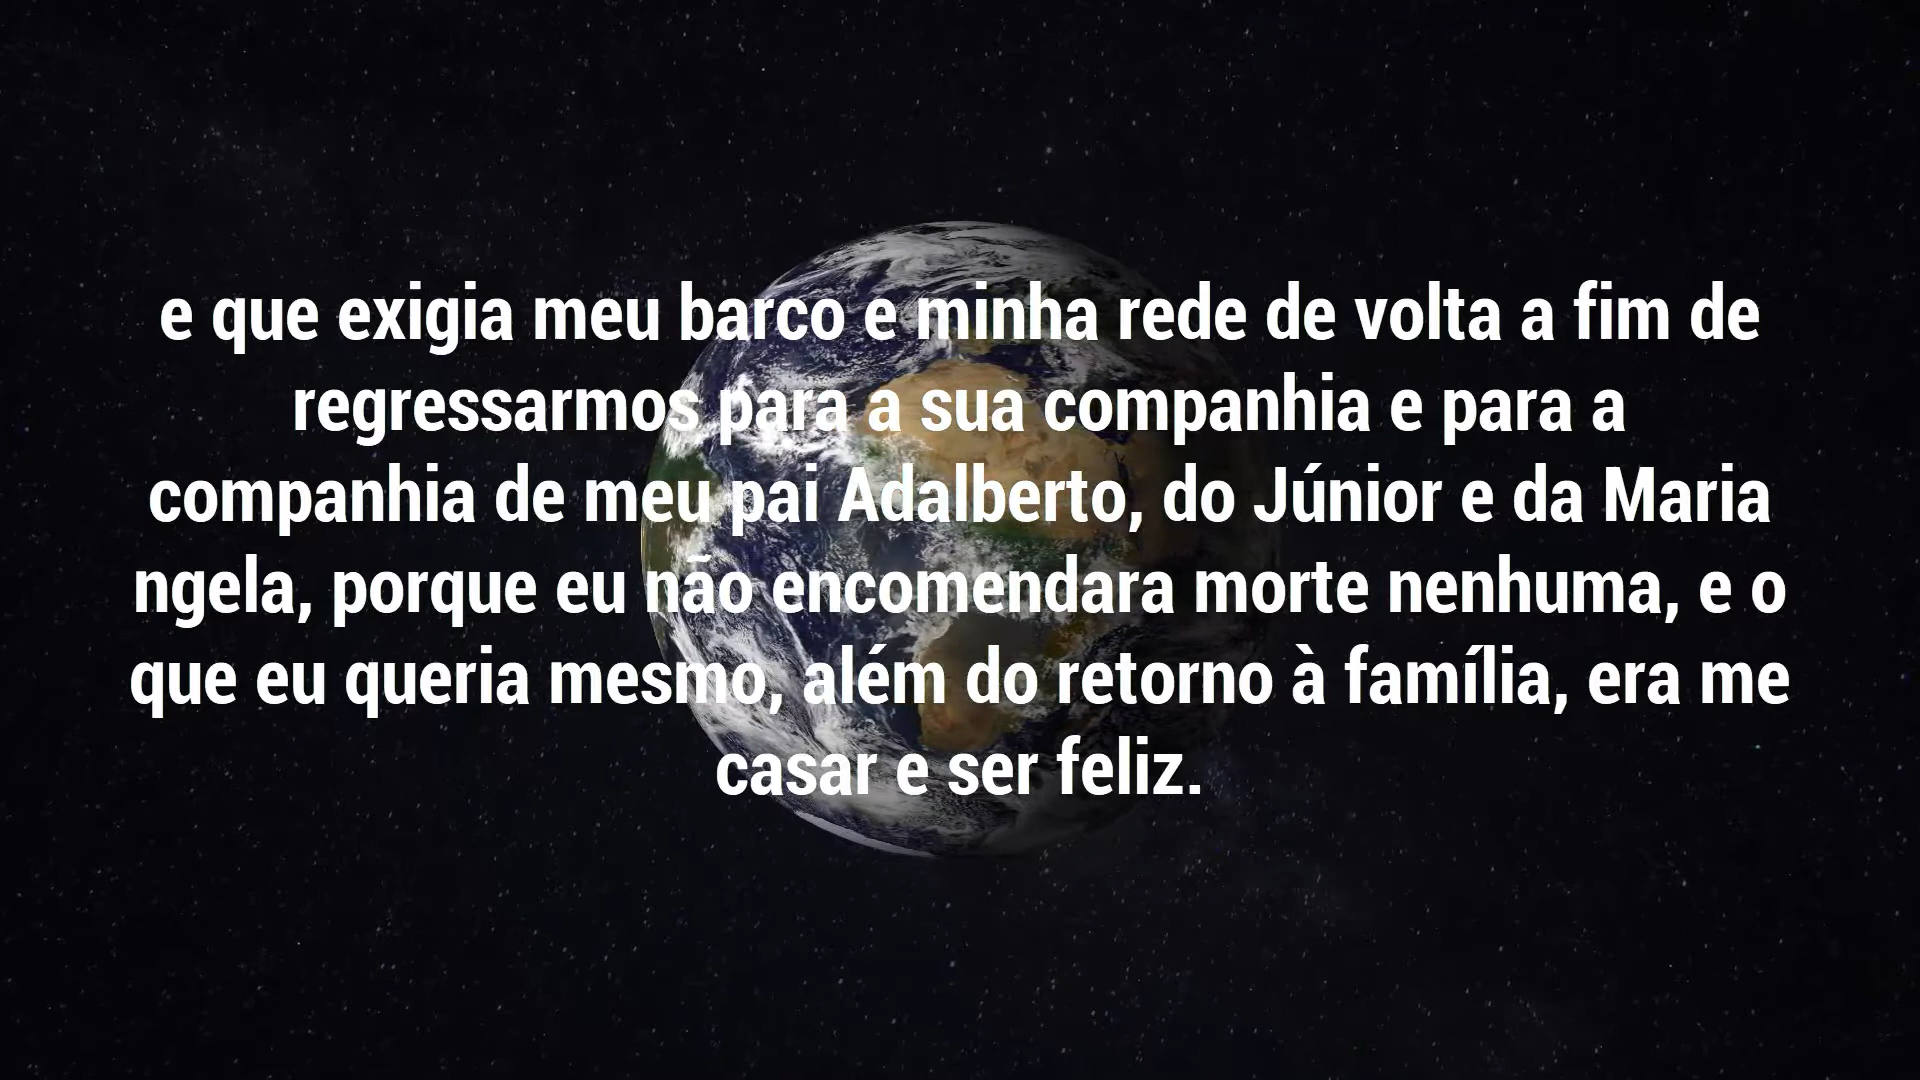 e que exigia meu barco e minha rede de volta a fim de
regressarmos para a sua companhia e para a
companhia de meu pai Adalberto, do Júnior e da Maria
ngela, porque eu não encomendara morte nenhuma, e o
que eu queria mesmo, além do retorno à família, era me
casar e ser feliz.